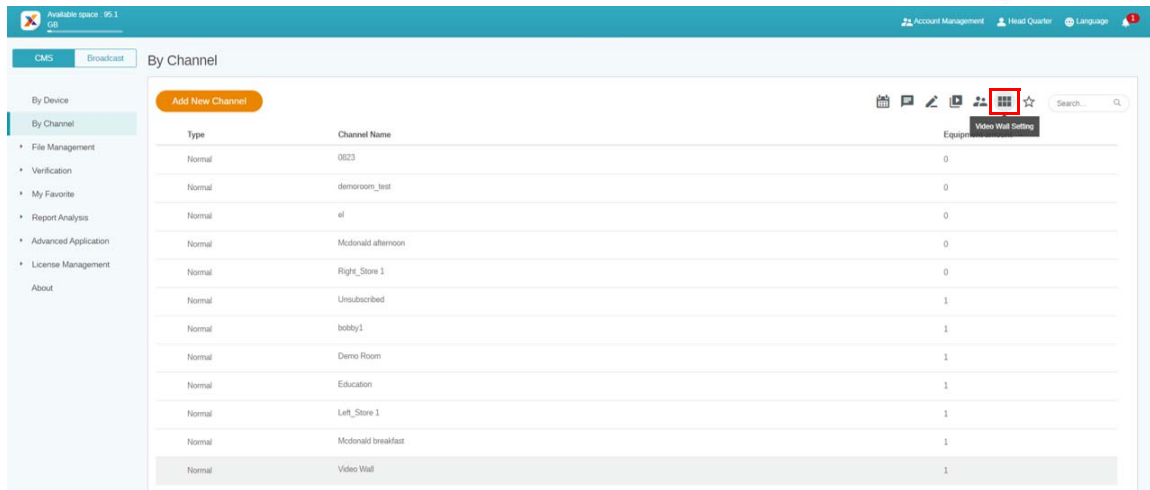 Available space : 95.1
GB
Account Management
Head Quarter
Language
1
CMS
Broadcast
By Channel
By Device
By Channel
File Management
Verification
My Favorite
Report Analysis
Advanced Application
License Management
About
Add New Channel
Search...
Video Wall Setting
Type Channel Name
Normal 0823 0
Normal demoroom_test 0
Normal el 0
Normal Mcdonald afternoon 0
Normal Right_Store 1 0
Normal Unsubscribed 1
Normal bobby1 1
Normal Demo Room 1
Normal Education 1
Normal Left_Store 1 1
Normal Mcdonald breakfast 1
Normal Video Wall 1